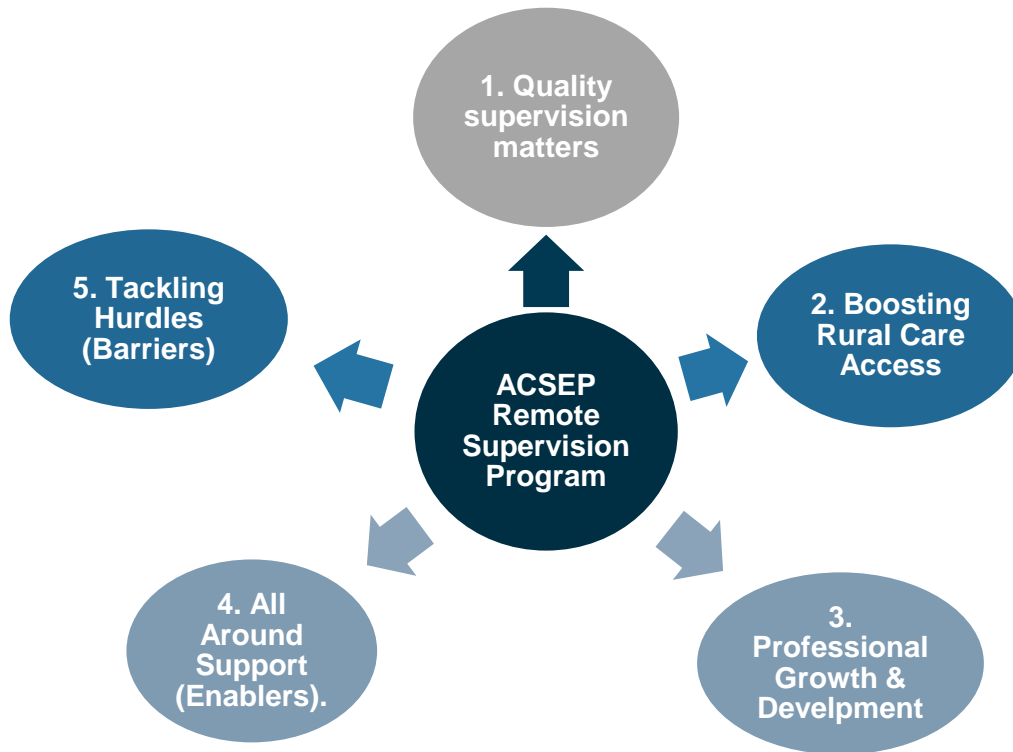 1. Quality
supervision
matters
2. Boosting
Rural Care
Access
3.
Professional
Growth &
Develpment
4. All
Around
Support
(Enablers).
5. Tackling
Hurdles
(Barriers)
ACSEP
Remote
Supervision
Program